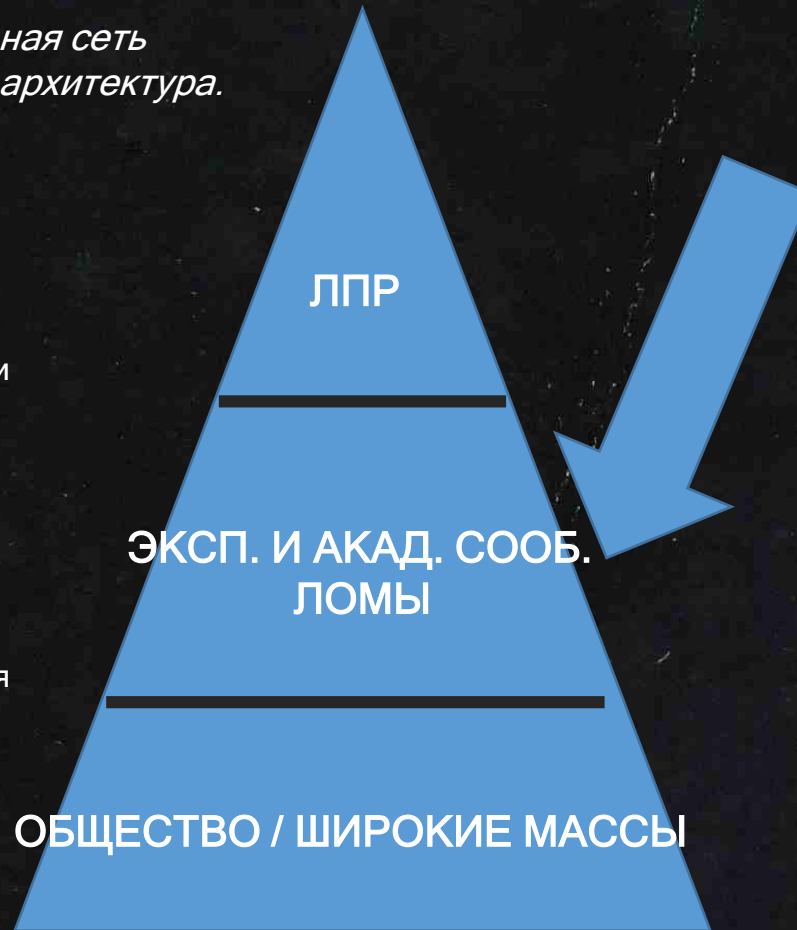 ная сеть
архитектура.
ЛПР
и
ЭКСП. И АКАД. СООБ.
ЛОМЫ
я
ОБЩЕСТВО / ШИРОКИЕ МАССЫ